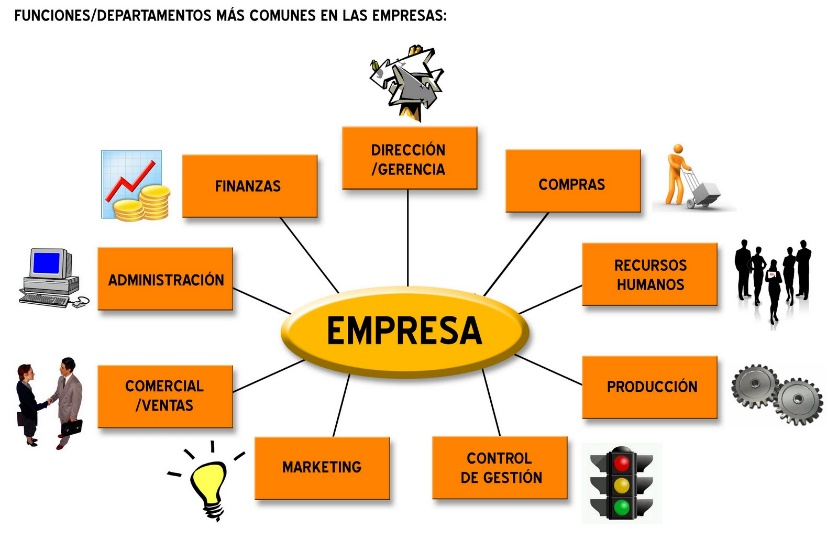 FUNCIONES/DEPARTAMENTOS MÁS COMUNES EN LAS EMPRESAS:
DIRECCIÓN
/GERENCIA
FINANZAS
COMPRAS
ADMINISTRACIÓN
RECURSOS
HUMANOS
EMPRESA
COMERCIAL
/VENTAS
PRODUCCIÓN
MARKETING
CONTROL
DE GESTIÓN